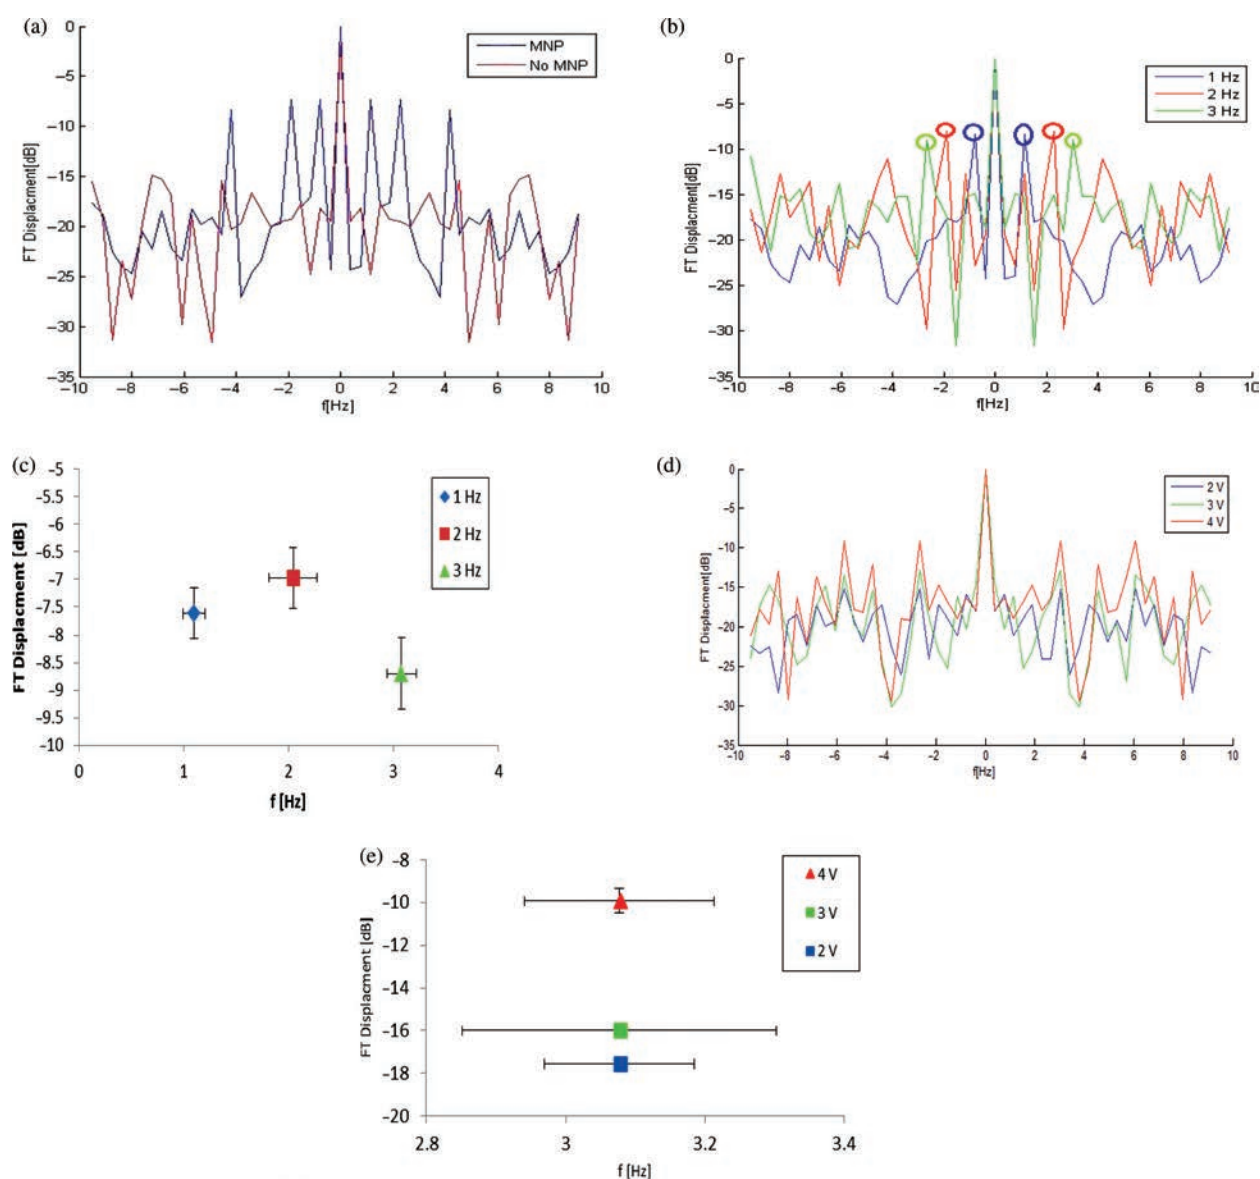 (a)
0
−5
−10
−15
−20
−25
−30
−35
FT Displacment[dB]
MNP
No MNP
−10 −8 −6 −4 −2 0 2 4 6 8 10
f[Hz]
(b)
0
−5
−10
−15
−20
−25
−30
−35
FT Displacment[dB]
1 Hz
2 Hz
3 Hz
−10 −8 −6 −4 −2 0 2 4 6 8 10
f[Hz]
(c)
−5
−5.5
−6
−6.5
−7
−7.5
−8
−8.5
−9
−9.5
−10
FT Displacment [dB]
1 Hz
2 Hz
3 Hz
0 1 2 3 4
f [Hz]
(d)
0
−5
−10
−15
−20
−25
−30
−35
FT Displacment[dB]
2 V
3 V
4 V
−10 −8 −6 −4 −2 0 2 4 6 8 10
f[Hz]
(e)
−8
−10
−12
−14
−16
−18
−20
FT Displacment [dB]
4 V
3 V
2 V
2.8 3 3.2 3.4
f [Hz]